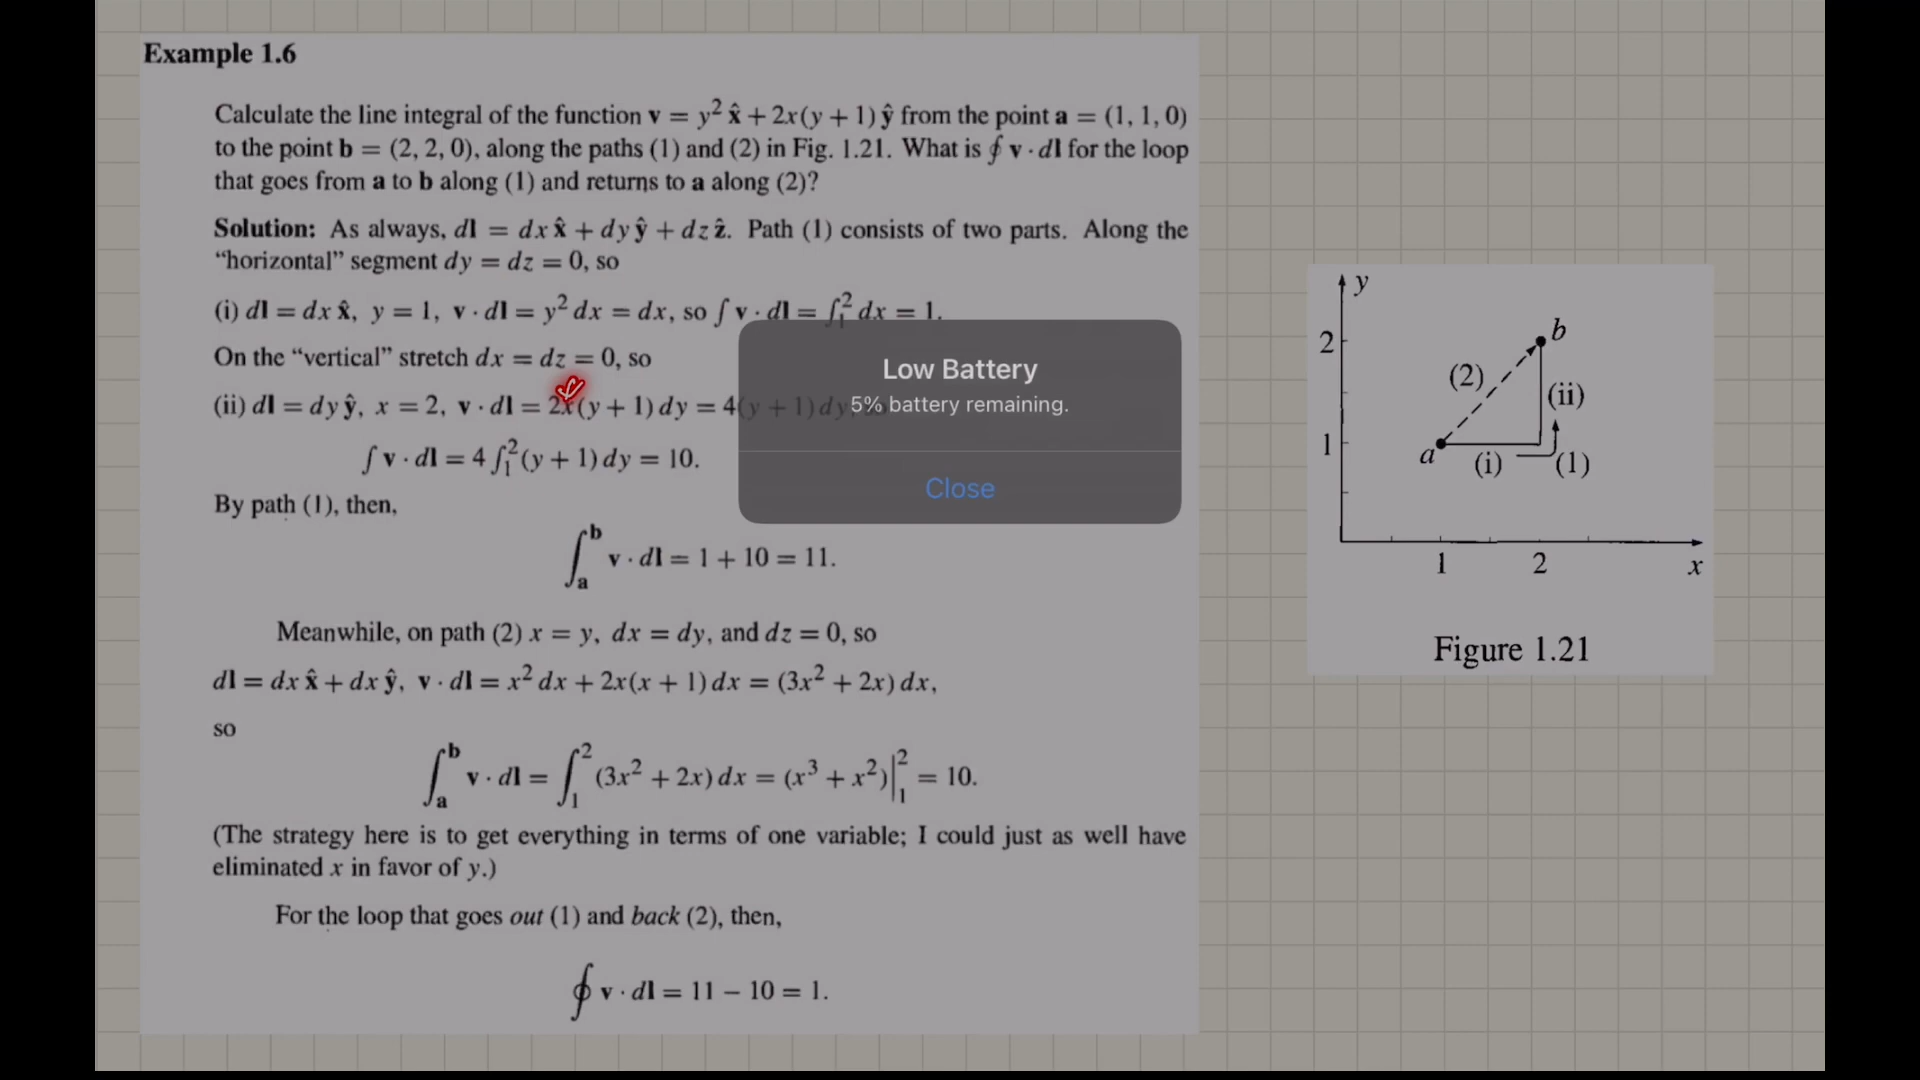 Example 1.6
Calculate the line integral of the function v = y² x̂ + 2x(y + 1) ŷ from the point a = (1, 1, 0)
to the point b = (2, 2, 0), along the paths (1) and (2) in Fig. 1.21. What is ∮ v · dl for the loop
that goes from a to b along (1) and returns to a along (2)?
Solution: As always, dl = dx x̂ + dy ŷ + dz ẑ. Path (1) consists of two parts. Along the
“horizontal” segment dy = dz = 0, so
(i) dl = dx x̂, y = 1, v · dl = y² dx = dx, so ∫ v · dl = ∫₁² dx = 1.
On the “vertical” stretch dx = dz = 0, so
(ii) dl = dy ŷ, x = 2, v · dl = 2x(y + 1) dy = 4(y + 1) dy,
∫ v · dl = 4 ∫₁² (y + 1) dy = 10.
By path (1), then,
∫ₐᵇ v · dl = 1 + 10 = 11.
Meanwhile, on path (2) x = y, dx = dy, and dz = 0, so
dl = dx x̂ + dx ŷ, v · dl = x² dx + 2x(x + 1) dx = (3x² + 2x) dx,
so
∫ₐᵇ v · dl = ∫₁² (3x² + 2x) dx = (x³ + x²)|₁² = 10.
(The strategy here is to get everything in terms of one variable; I could just as well have
eliminated x in favor of y.)
For the loop that goes out (1) and back (2), then,
∮ v · dl = 11 − 10 = 1.
Low Battery
5% battery remaining.
Close
y
2
b
(2)
(ii)
1
a
(i)
(1)
1
2
x
Figure 1.21